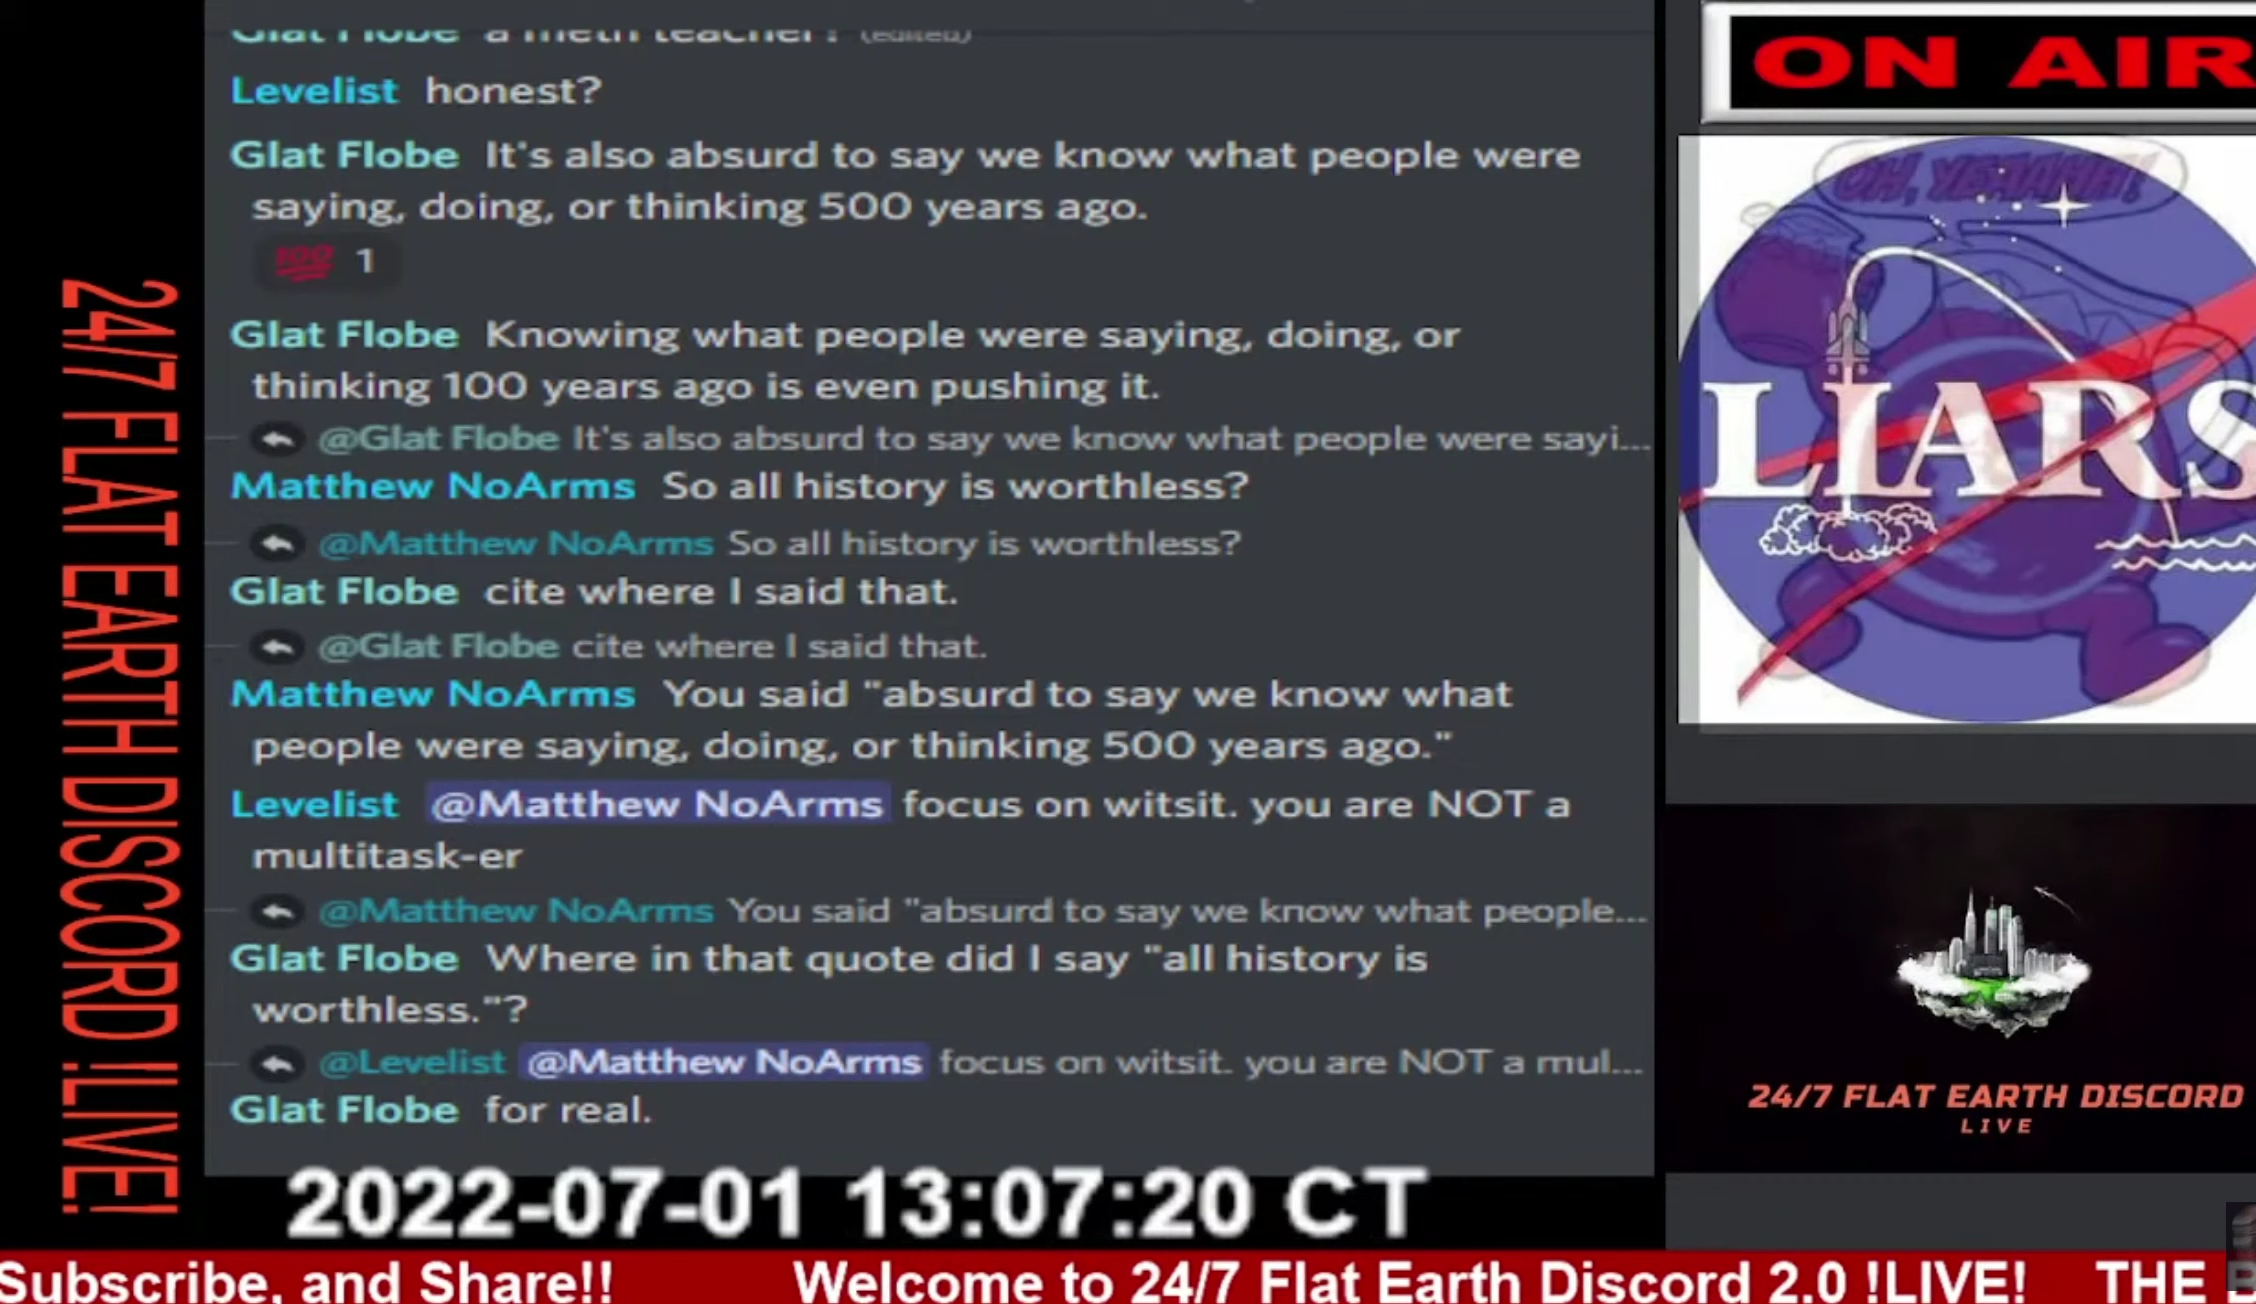 Glat Flobe a meth teacher? (edited)
Levelist honest?
Glat Flobe It's also absurd to say we know what people were
saying, doing, or thinking 500 years ago.
💯 1
Glat Flobe Knowing what people were saying, doing, or
thinking 100 years ago is even pushing it.
@Glat Flobe It's also absurd to say we know what people were sayi...
Matthew NoArms So all history is worthless?
@Matthew NoArms So all history is worthless?
Glat Flobe cite where I said that.
@Glat Flobe cite where I said that.
Matthew NoArms You said "absurd to say we know what
people were saying, doing, or thinking 500 years ago."
Levelist @Matthew NoArms focus on witsit. you are NOT a
multitask-er
@Matthew NoArms You said "absurd to say we know what people...
Glat Flobe Where in that quote did I say "all history is
worthless."?
@Levelist @Matthew NoArms focus on witsit. you are NOT a mul...
Glat Flobe for real.
24/7 FLAT EARTH DISCORD !LIVE!
ON AIR
OH, YEAAAH!
LIARS
24/7 FLAT EARTH DISCORD
LIVE
2022-07-01 13:07:20 CT
Subscribe, and Share!! Welcome to 24/7 Flat Earth Discord 2.0 !LIVE! THE